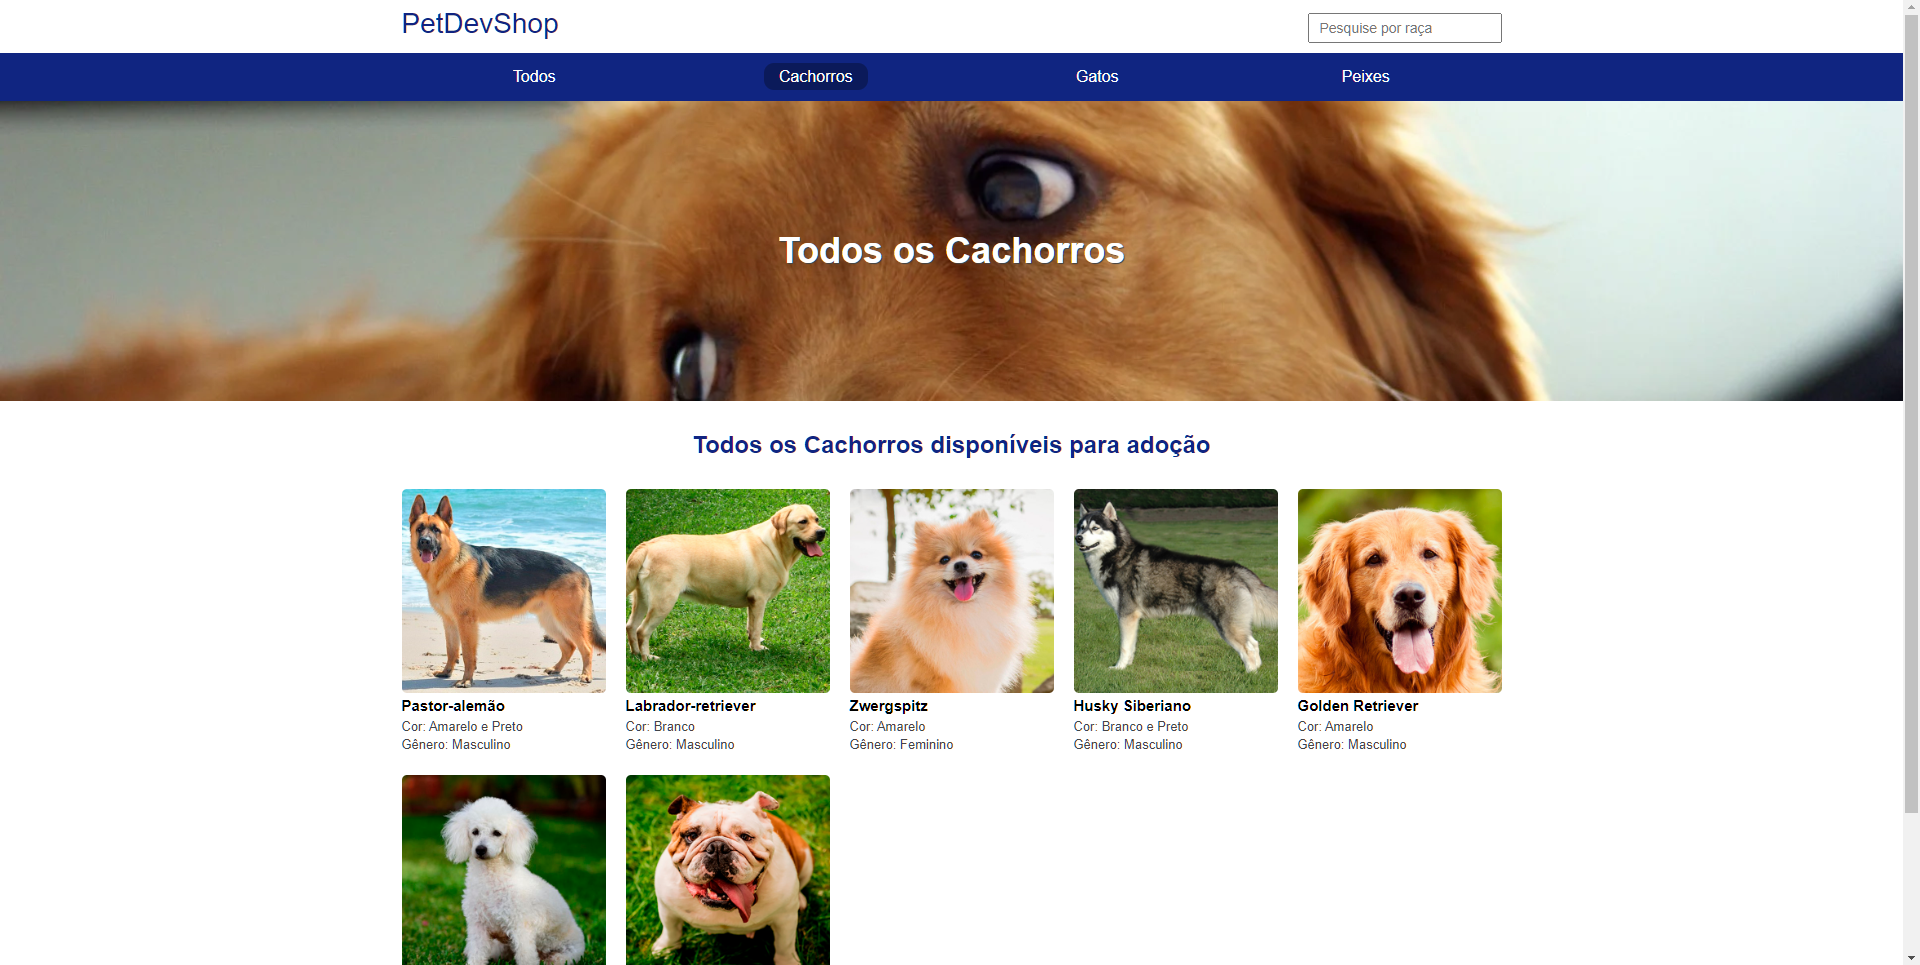 PetDevShop
Pesquise por raça
Todos
Cachorros
Gatos
Peixes
Todos os Cachorros
Todos os Cachorros disponíveis para adoção
Pastor-alemão
Cor: Amarelo e Preto
Gênero: Masculino
Labrador-retriever
Cor: Branco
Gênero: Masculino
Zwergspitz
Cor: Amarelo
Gênero: Feminino
Husky Siberiano
Cor: Branco e Preto
Gênero: Masculino
Golden Retriever
Cor: Amarelo
Gênero: Masculino